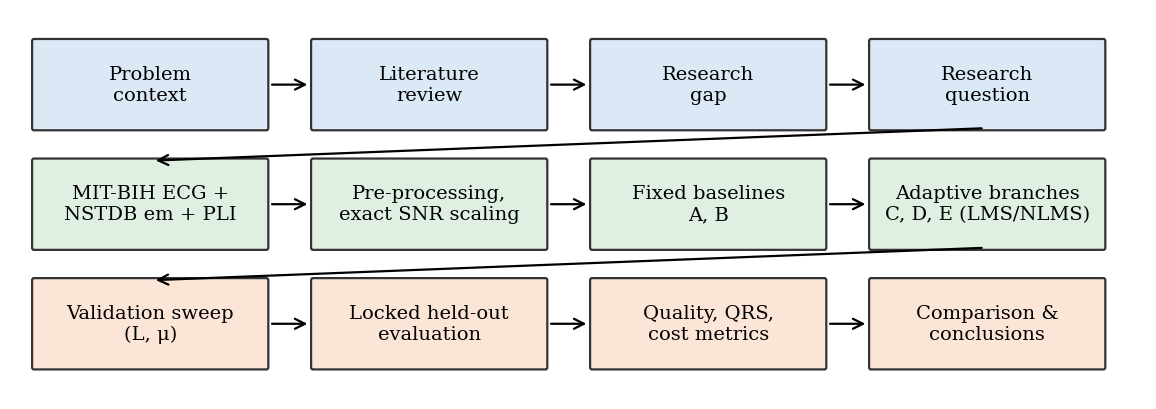 Problem
context
Literature
review
Research
gap
Research
question
MIT-BIH ECG +
NSTDB em + PLI
Pre-processing,
exact SNR scaling
Fixed baselines
A, B
Adaptive branches
C, D, E (LMS/NLMS)
Validation sweep
(L, μ)
Locked held-out
evaluation
Quality, QRS,
cost metrics
Comparison &
conclusions